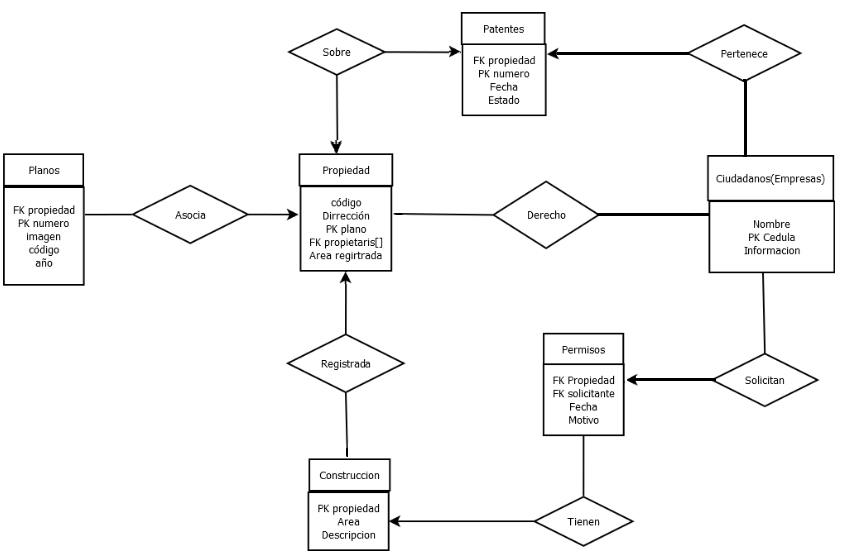 Patentes
FK propiedad
PK numero
Fecha
Estado
Sobre
Pertenece
Planos
FK propiedad
PK numero
imagen
código
año
Asocia
Propiedad
código
Dirrección
PK plano
FK propietaris[]
Area regirtrada
Derecho
Ciudadanos(Empresas)
Nombre
PK Cedula
Informacion
Registrada
Permisos
FK Propiedad
FK solicitante
Fecha
Motivo
Solicitan
Construccion
PK propiedad
Area
Descripcion
Tienen